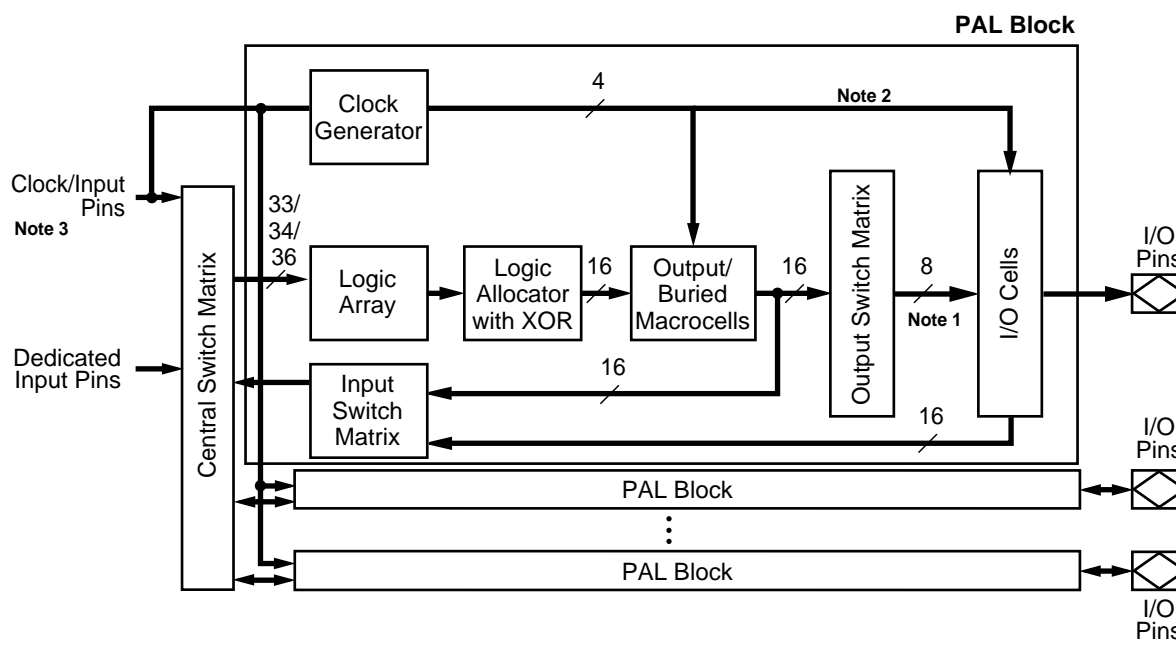 PAL Block
Clock
Generator
4
Note 2
Clock/Input
Pins
Note 3
33/
34/
36
Central Switch Matrix
Logic
Array
Logic
Allocator
with XOR
16
Output/
Buried
Macrocells
16
Output Switch Matrix
8
Note 1
I/O Cells
I/O
Pins
Dedicated
Input Pins
Input
Switch
Matrix
16
16
I/O
Pins
PAL Block
PAL Block
I/O
Pins